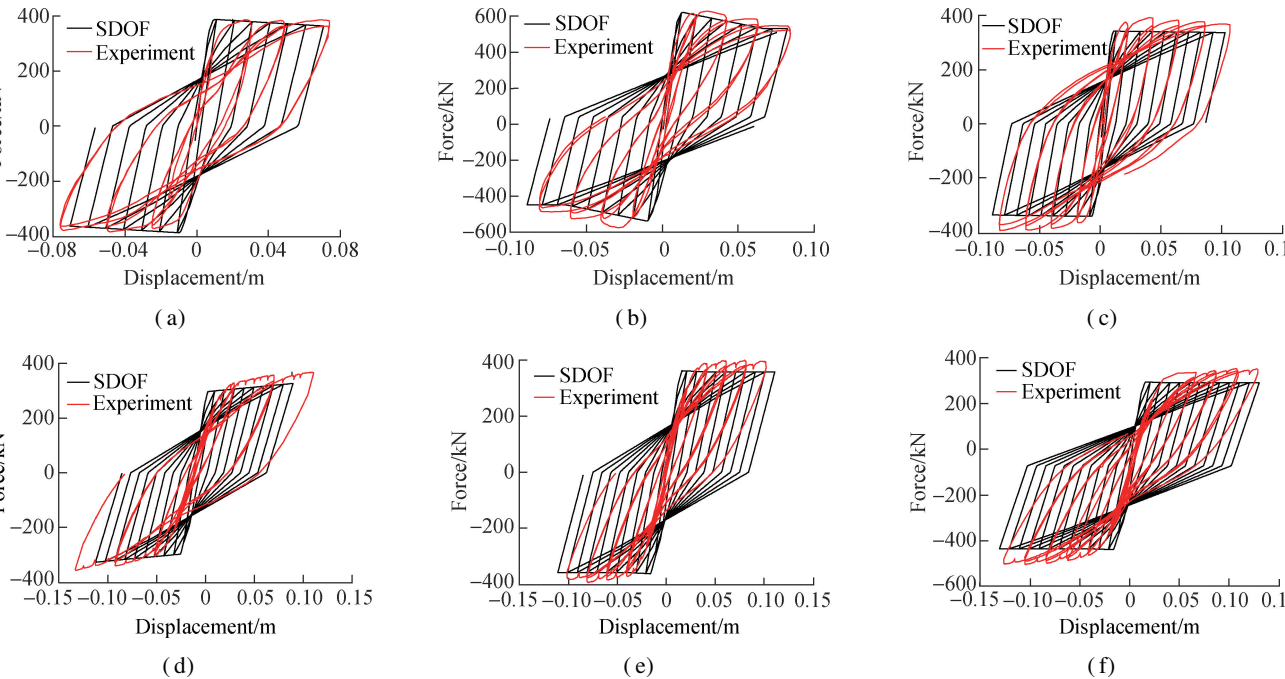 400
SDOF
Experiment
200
0
−200
−400
−0.08
−0.04
0
0.04
0.08
Displacement/m
(a)
600
SDOF
Experiment
400
200
0
−200
−400
−600
Force/kN
−0.10
−0.05
0
0.05
0.10
Displacement/m
(b)
400
SDOF
Experiment
200
0
−200
−400
Force/kN
−0.10
−0.05
0
0.05
0.10
Displacement/m
(c)
400
SDOF
Experiment
200
0
−200
−400
Force/kN
−0.15
−0.10
−0.05
0
0.05
0.10
0.15
Displacement/m
(d)
400
SDOF
Experiment
200
0
−200
−400
Force/kN
−0.15
−0.10
−0.05
0
0.05
0.10
0.15
Displacement/m
(e)
400
SDOF
Experiment
200
0
−200
−400
−600
Force/kN
−0.15
−0.10
−0.05
0
0.05
0.10
Displacement/m
(f)